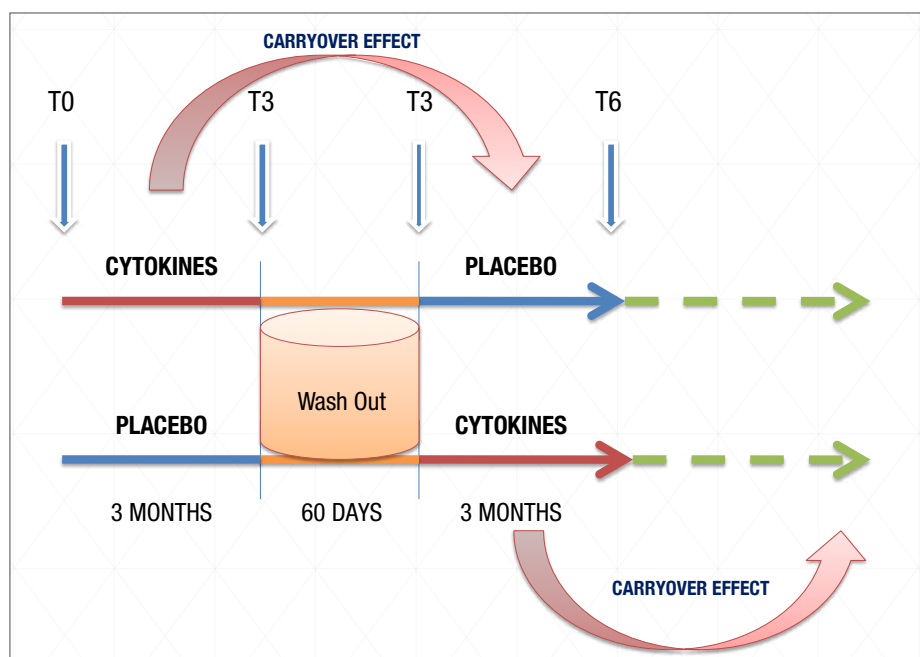 CARRYOVER EFFECT
T0 T3 T3 T6
CYTOKINES PLACEBO
Wash Out
PLACEBO CYTOKINES
3 MONTHS 60 DAYS 3 MONTHS
CARRYOVER EFFECT